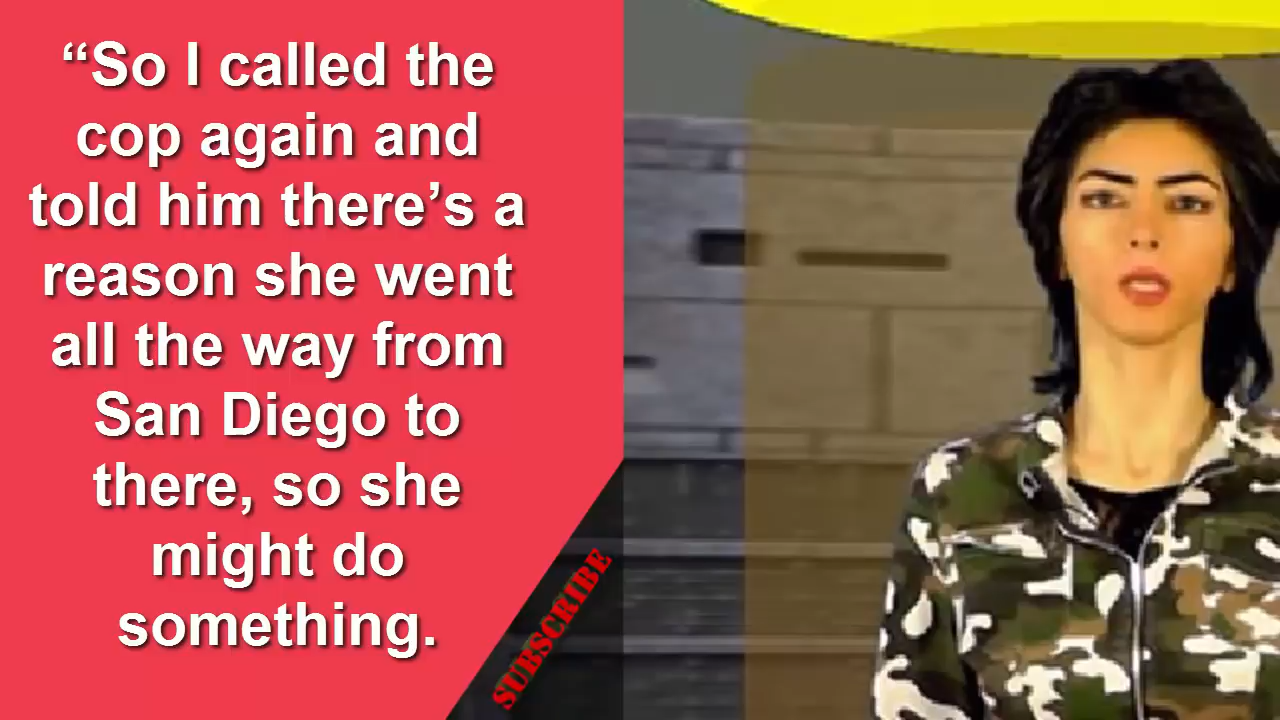 “So I called the
cop again and
told him there’s a
reason she went
all the way from
San Diego to
there, so she
might do
something.
SUBSCRIBE